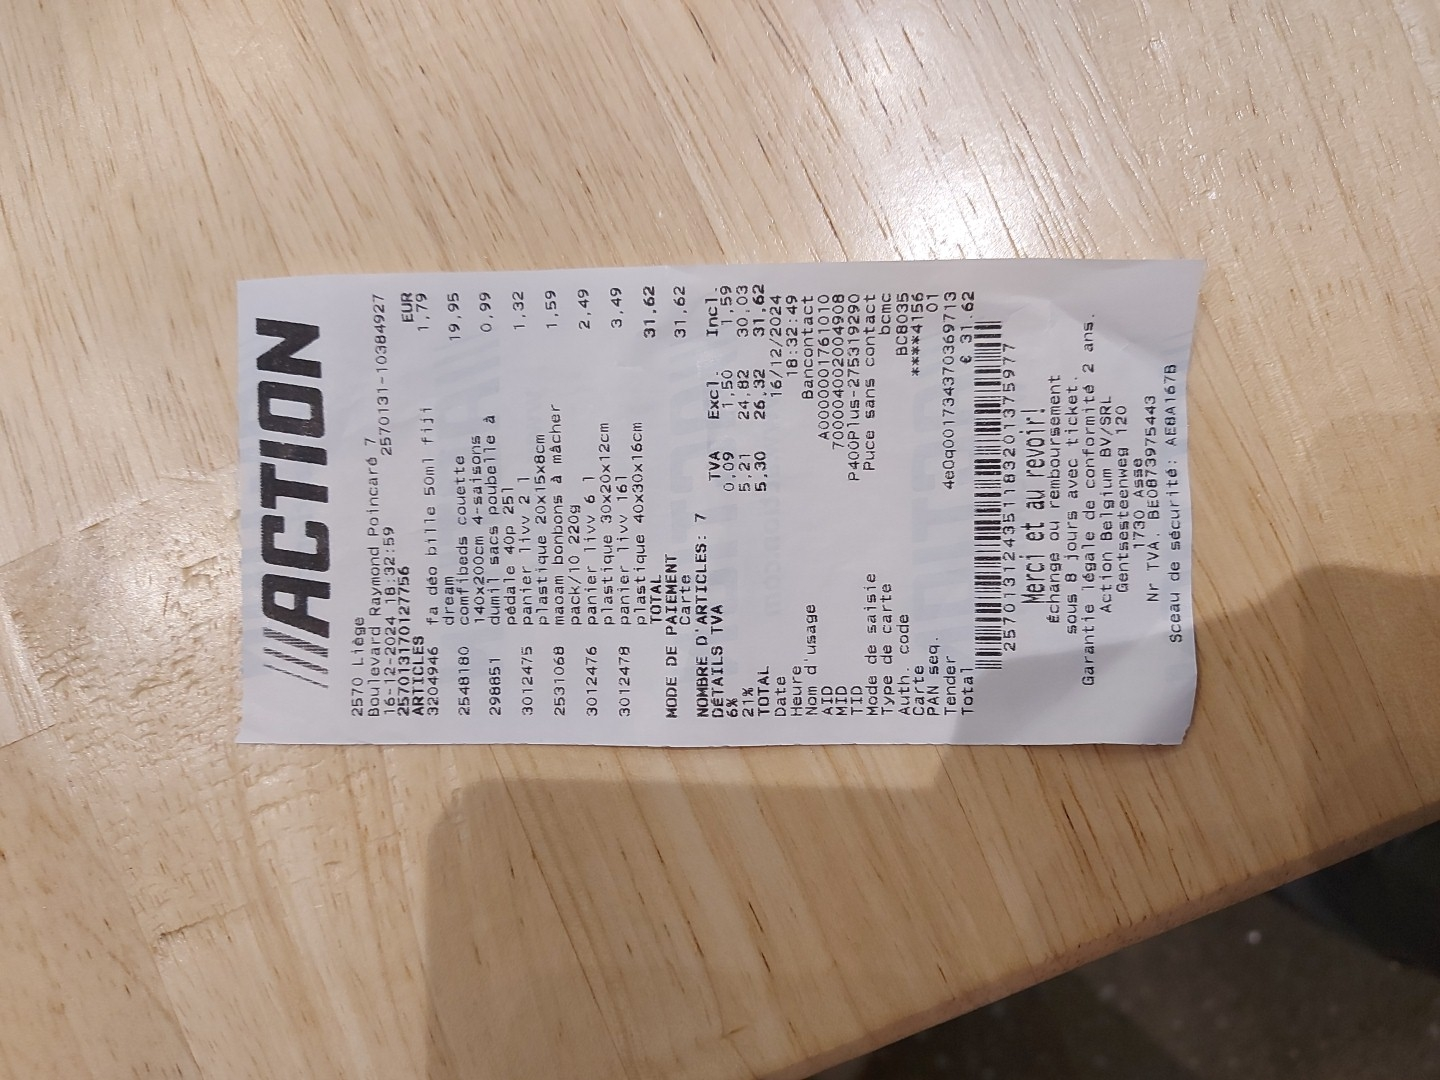 ACTION
2570 Liège
Boulevard Raymond Poincaré 7
16-12-2024 18:32:59 2570131-10384927
257013170127756
ARTICLES EUR
3204946 fa déo bille 50ml fiji 1,79
dream
2548180 comfibeds couette 19,95
140x200cm 4-saisons
298851 dumil sacs poubelle à 0,99
pédale 40p 25l
3012475 panier livv 2 l 1,32
plastique 20x15x8cm
2531068 maoam bonbons à mâcher 1,59
pack/10 220g
3012476 panier livv 6 l 2,49
plastique 30x20x12cm
3012478 panier livv 16l 3,49
plastique 40x30x16cm
TOTAL 31,62
MODE DE PAIEMENT
Carte 31,62
NOMBRE D'ARTICLES: 7
DÉTAILS TVA TVA Excl. Incl.
6% 0,09 1,50 1,59
21% 5,21 24,82 30,03
TOTAL 5,30 26,32 31,62
Date 16/12/2024
Heure 18:32:49
Nom d'usage Bancontact
AID A0000001761010
MID 700004002004908
TID P400Plus-275319290
Mode de saisie Puce sans contact
Type de carte bcmc
Auth. code BC8035
Carte ****4156
PAN seq. 01
Tender 4e0q001734370369713
Total € 31.62
257013124351183201375977
Merci et au revoir!
Échange ou remboursement
sous 8 jours avec ticket.
Garantie légale de conformité 2 ans.
Action Belgium BV/SRL
Gentsesteenweg 120
1730 Asse
Nr TVA. BE0873975443
Sceau de sécurité: AE8A167B